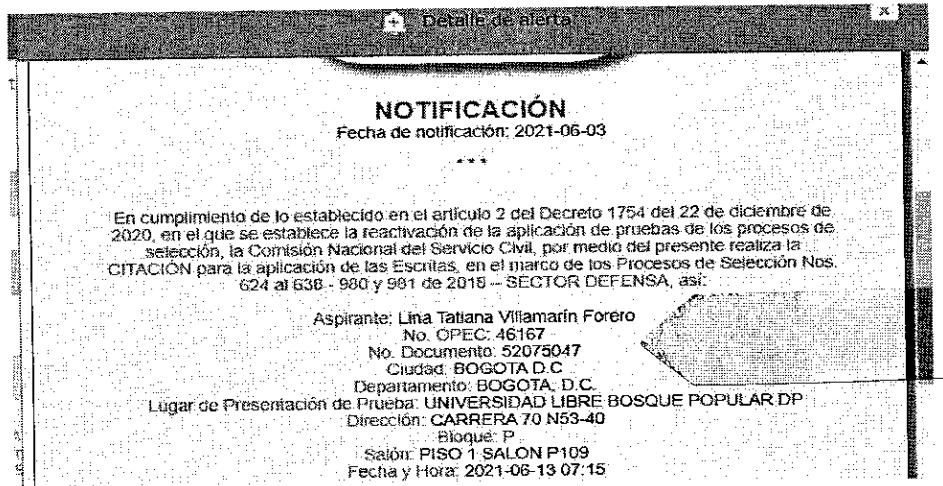 Detalle de alerta
NOTIFICACIÓN
Fecha de notificación: 2021-06-03
***
En cumplimiento de lo establecido en el artículo 2 del Decreto 1754 del 22 de diciembre de
2020, en el que se establece la reactivación de la aplicación de pruebas de los procesos de
selección, la Comisión Nacional del Servicio Civil, por medio del presente realiza la
CITACIÓN para la aplicación de las Escritas, en el marco de los Procesos de Selección Nos.
624 al 638 - 980 y 981 de 2018 – SECTOR DEFENSA, así:
Aspirante: Lina Tatiana Villamarín Forero
No. OPEC: 46167
No. Documento: 52075047
Ciudad: BOGOTA D.C.
Departamento: BOGOTA, D.C.
Lugar de Presentación de Prueba: UNIVERSIDAD LIBRE BOSQUE POPULAR DP
Dirección: CARRERA 70 N53-40
Bloque: P
Salón: PISO 1 SALON P109
Fecha y Hora: 2021-06-13 07:15